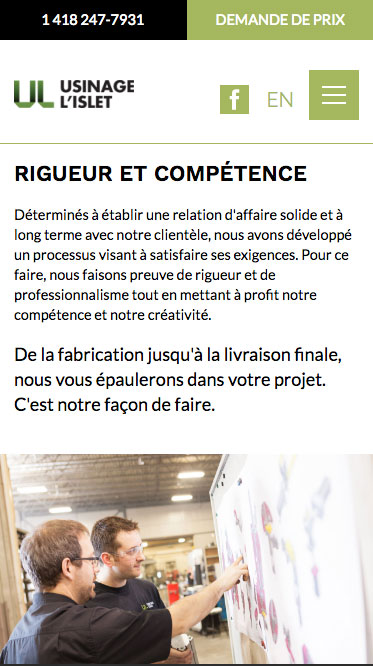 1 418 247-7931
DEMANDE DE PRIX
UL USINAGE
L'ISLET
f
EN
RIGUEUR ET COMPÉTENCE
Déterminés à établir une relation d'affaire solide et à
long terme avec notre clientèle, nous avons développé
un processus visant à satisfaire ses exigences. Pour ce
faire, nous faisons preuve de rigueur et de
professionnalisme tout en mettant à profit notre
compétence et notre créativité.
De la fabrication jusqu'à la livraison finale,
nous vous épaulerons dans votre projet.
C'est notre façon de faire.